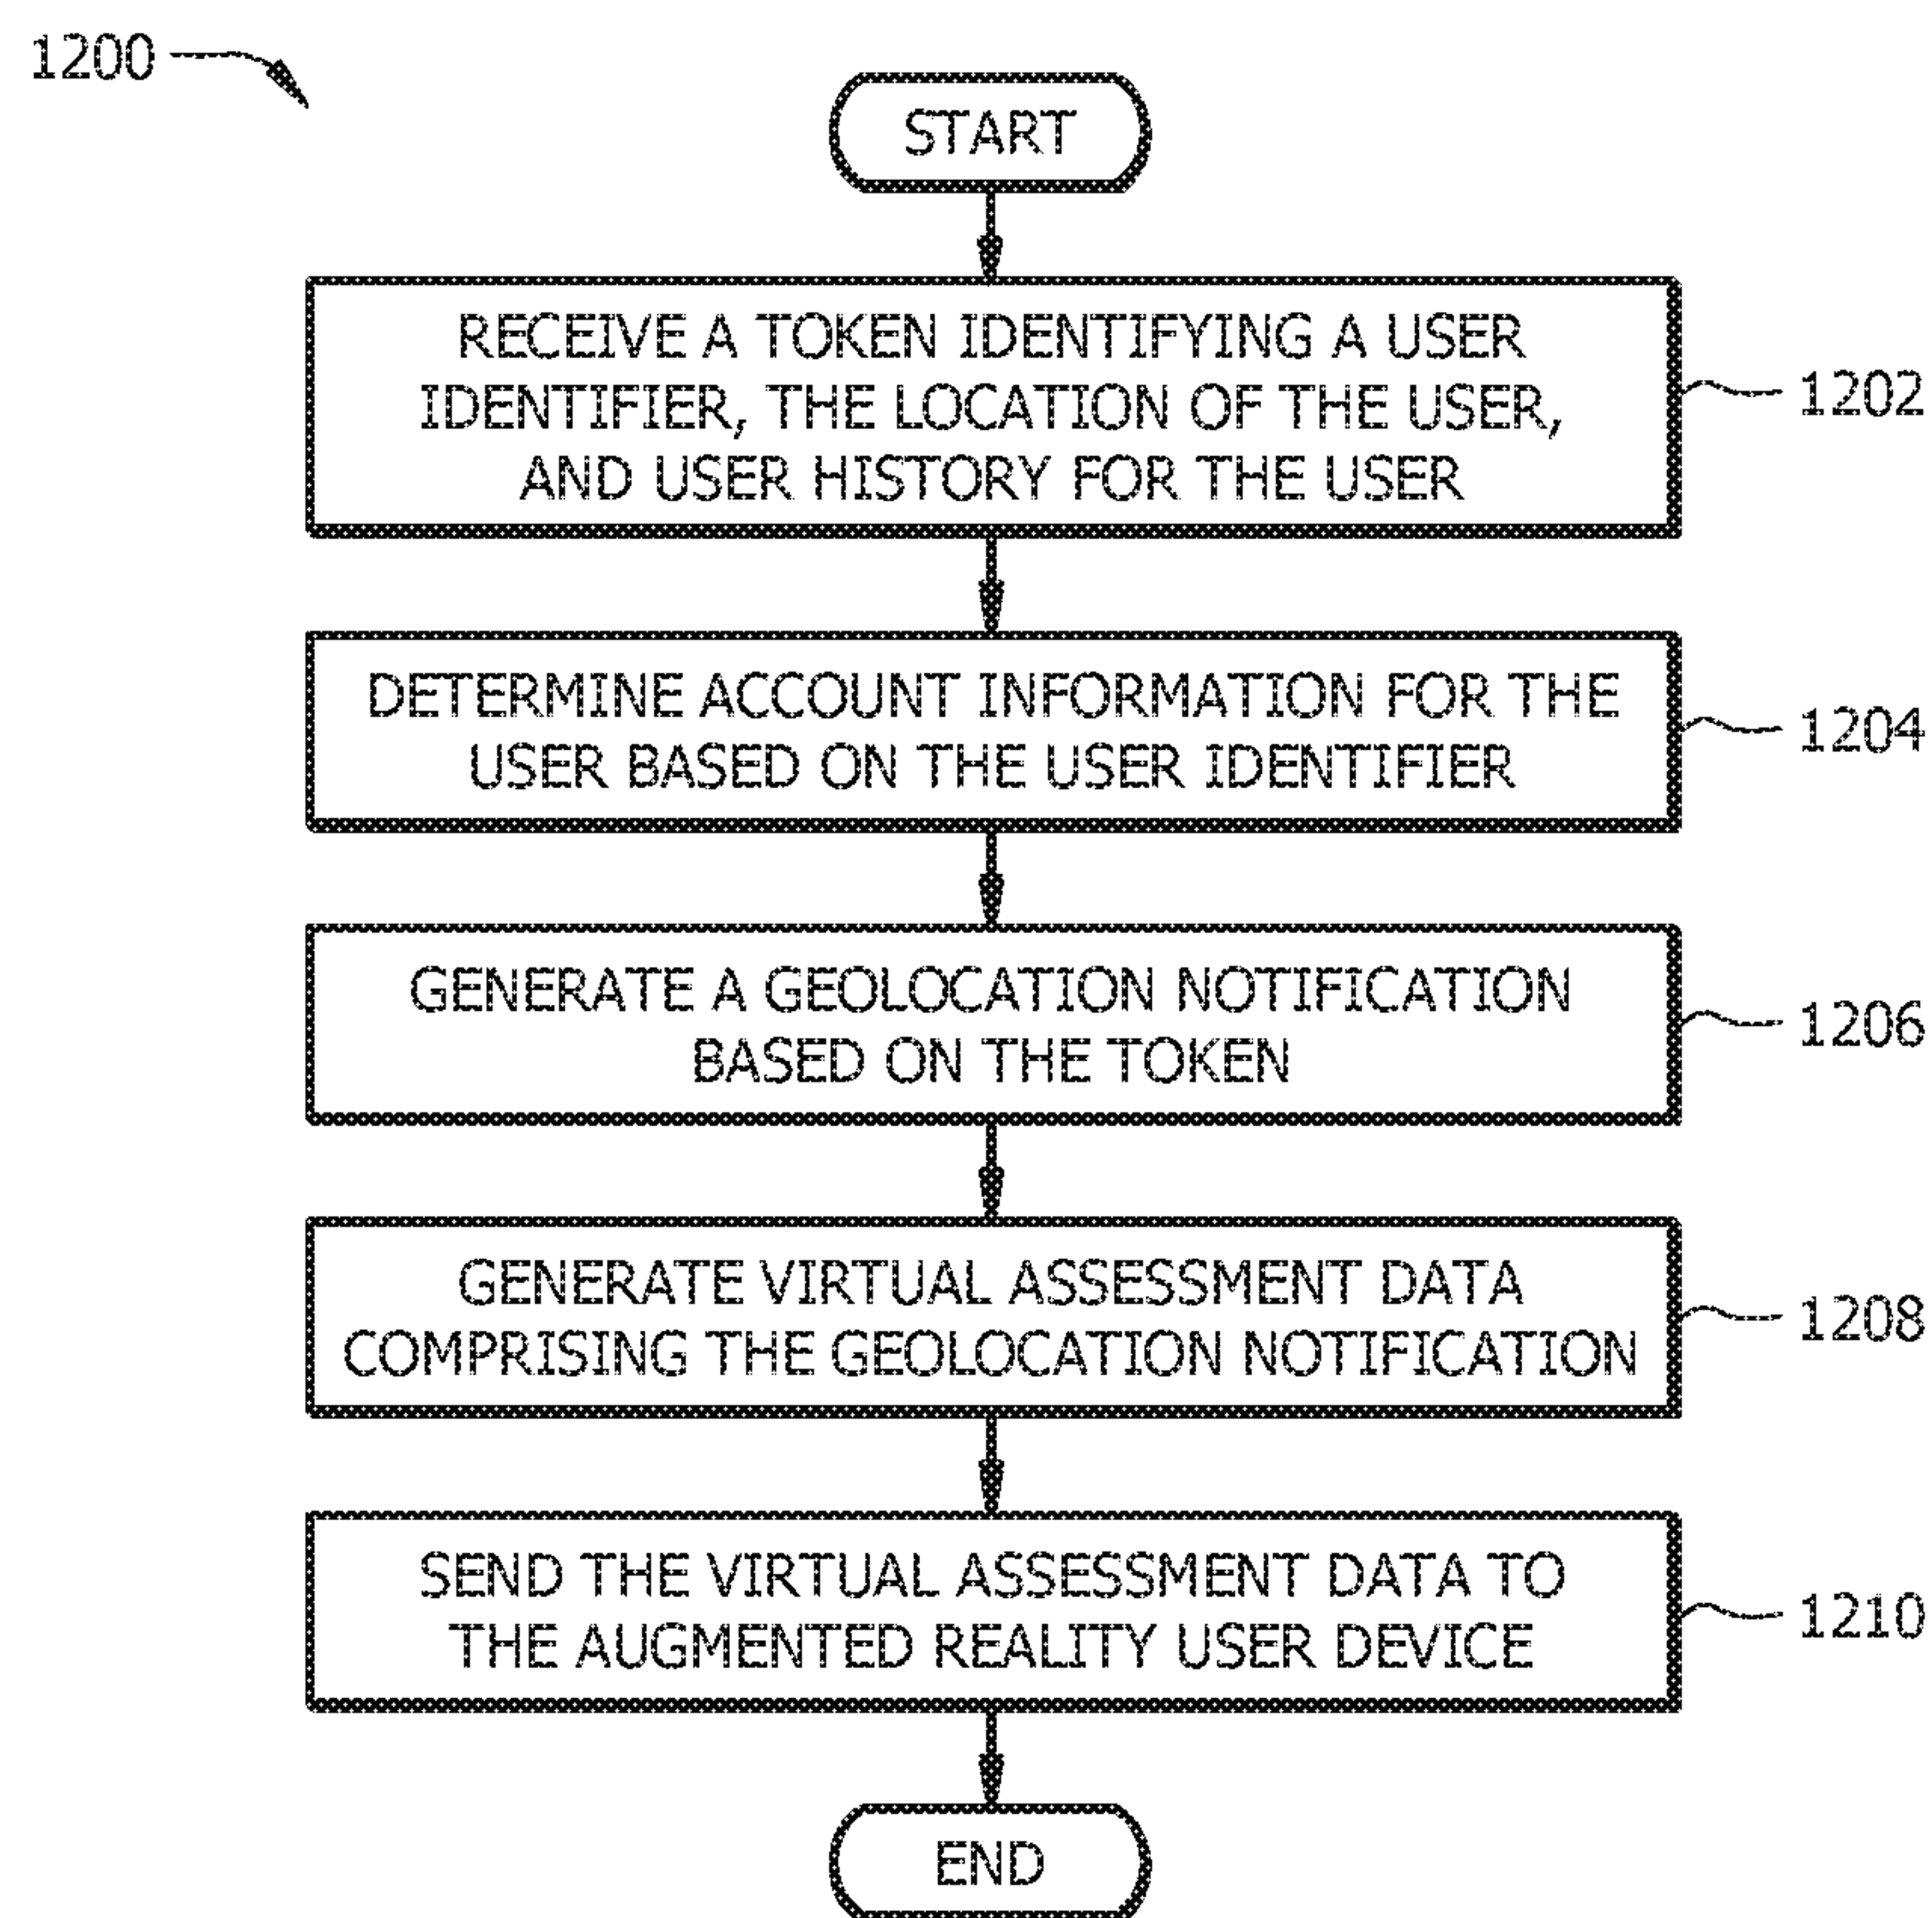 1200
START
RECEIVE A TOKEN IDENTIFYING A USER
IDENTIFIER, THE LOCATION OF THE USER,
AND USER HISTORY FOR THE USER
1202
DETERMINE ACCOUNT INFORMATION FOR THE
USER BASED ON THE USER IDENTIFIER
1204
GENERATE A GEOLOCATION NOTIFICATION
BASED ON THE TOKEN
1206
GENERATE VIRTUAL ASSESSMENT DATA
COMPRISING THE GEOLOCATION NOTIFICATION
1208
SEND THE VIRTUAL ASSESSMENT DATA TO
THE AUGMENTED REALITY USER DEVICE
1210
END